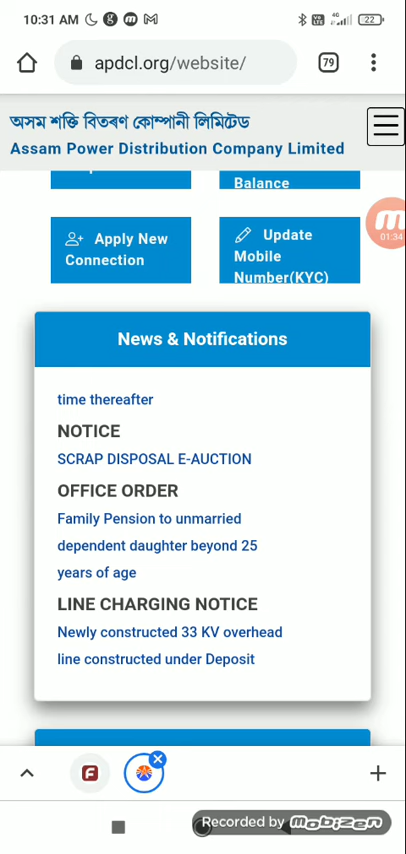 10:31 AM
4G
22
apdcl.org/website/
79
অসম শক্তি বিতৰণ কোম্পানী লিমিটেড
Assam Power Distribution Company Limited
Balance
Apply New
Connection
Update
Mobile
Number(KYC)
01:34
News & Notifications
time thereafter
NOTICE
SCRAP DISPOSAL E-AUCTION
OFFICE ORDER
Family Pension to unmarried
dependent daughter beyond 25
years of age
LINE CHARGING NOTICE
Newly constructed 33 KV overhead
line constructed under Deposit
Recorded by mobizen